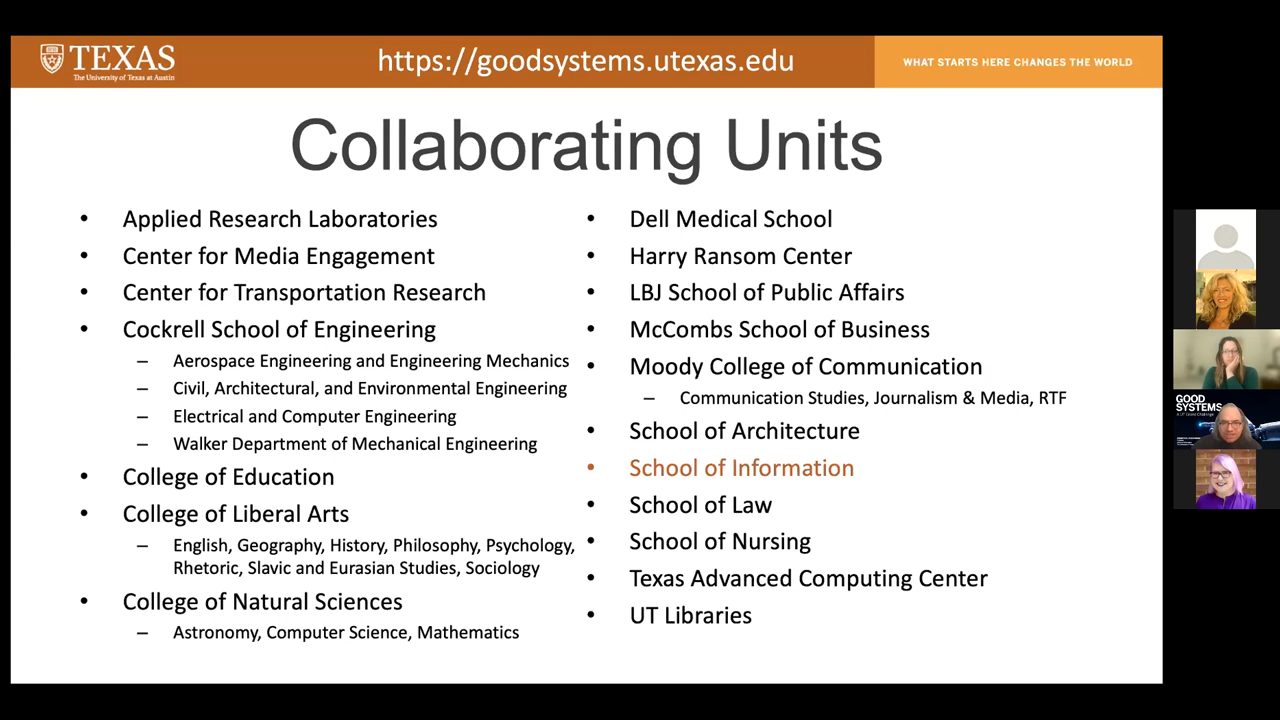 TEXAS
The University of Texas at Austin
https://goodsystems.utexas.edu
WHAT STARTS HERE CHANGES THE WORLD
Collaborating Units
• Applied Research Laboratories
• Center for Media Engagement
• Center for Transportation Research
• Cockrell School of Engineering
– Aerospace Engineering and Engineering Mechanics
– Civil, Architectural, and Environmental Engineering
– Electrical and Computer Engineering
– Walker Department of Mechanical Engineering
• College of Education
• College of Liberal Arts
– English, Geography, History, Philosophy, Psychology,
Rhetoric, Slavic and Eurasian Studies, Sociology
• College of Natural Sciences
– Astronomy, Computer Science, Mathematics
• Dell Medical School
• Harry Ransom Center
• LBJ School of Public Affairs
• McCombs School of Business
• Moody College of Communication
– Communication Studies, Journalism & Media, RTF
• School of Architecture
• School of Information
• School of Law
• School of Nursing
• Texas Advanced Computing Center
• UT Libraries
GOOD
SYSTEMS